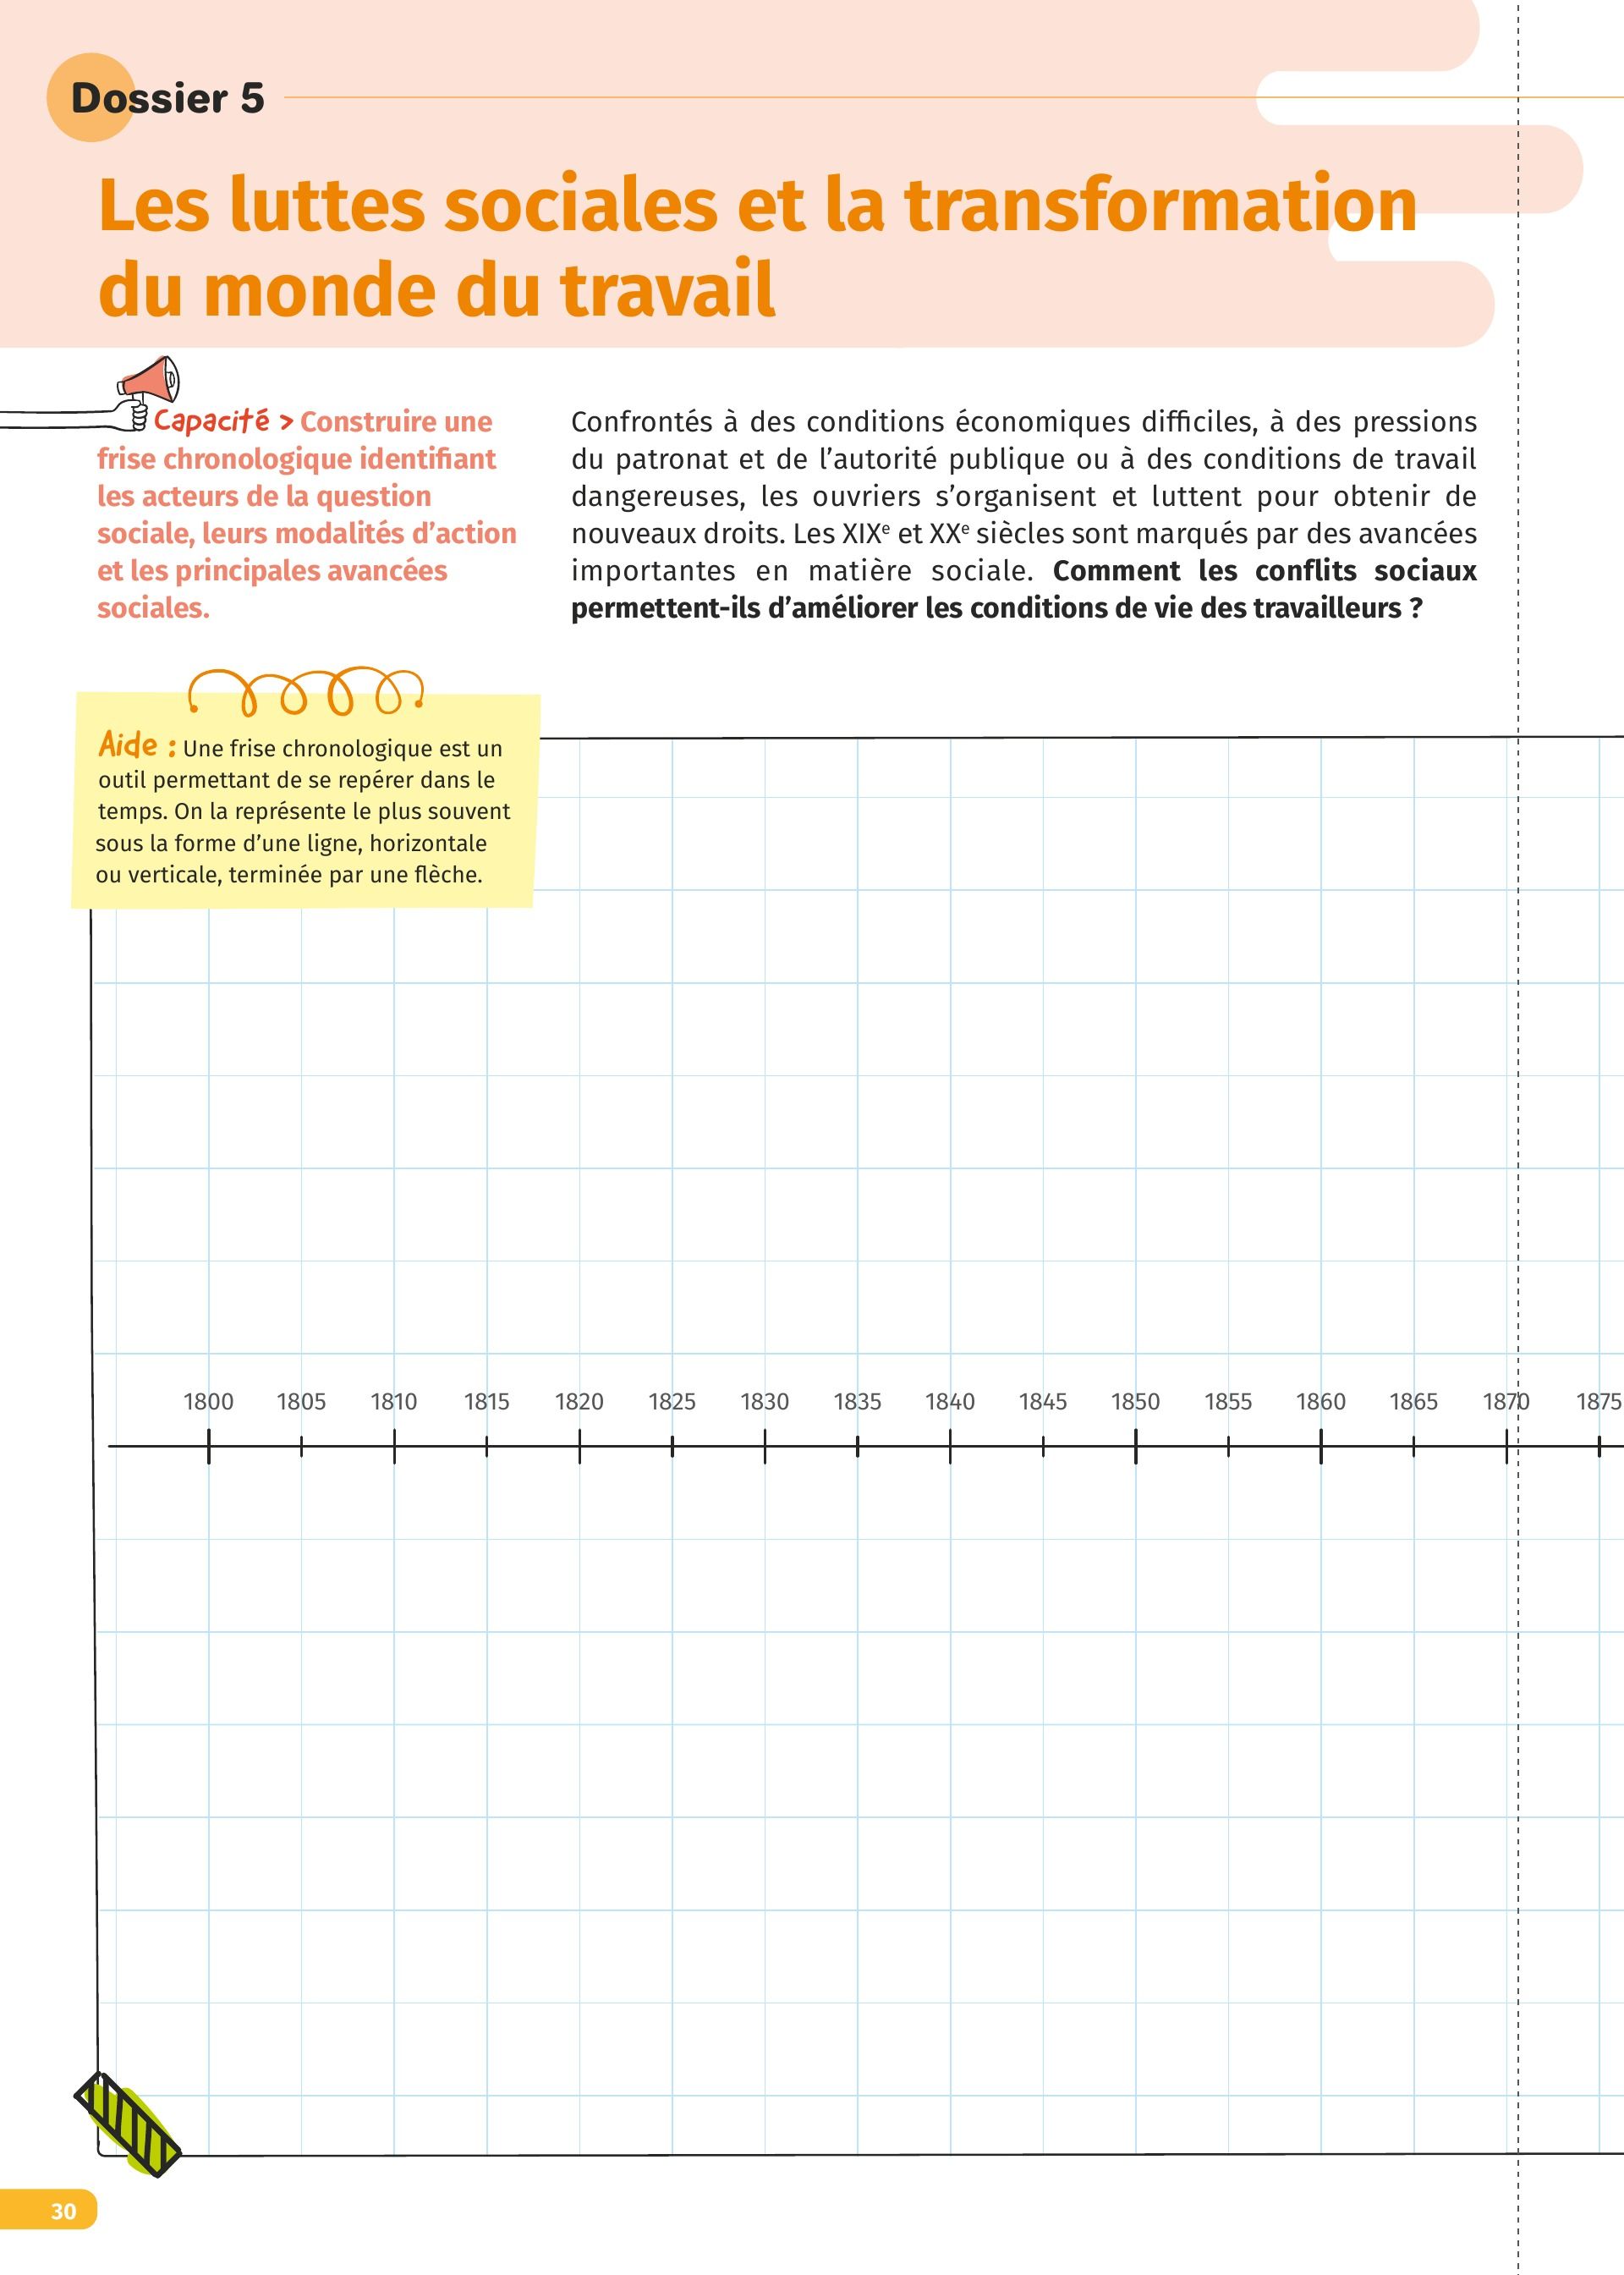 Dossier 5
Les luttes sociales et la transformation
du monde du travail
Capacité > Construire une
frise chronologique identifiant
les acteurs de la question
sociale, leurs modalités d’action
et les principales avancées
sociales.
Confrontés à des conditions économiques difficiles, à des pressions
du patronat et de l’autorité publique ou à des conditions de travail
dangereuses, les ouvriers s’organisent et luttent pour obtenir de
nouveaux droits. Les XIXe et XXe siècles sont marqués par des avancées
importantes en matière sociale. Comment les conflits sociaux
permettent-ils d’améliorer les conditions de vie des travailleurs ?
Aide : Une frise chronologique est un
outil permettant de se repérer dans le
temps. On la représente le plus souvent
sous la forme d’une ligne, horizontale
ou verticale, terminée par une flèche.
1800 1805 1810 1815 1820 1825 1830 1835 1840 1845 1850 1855 1860 1865 1870 1875
30